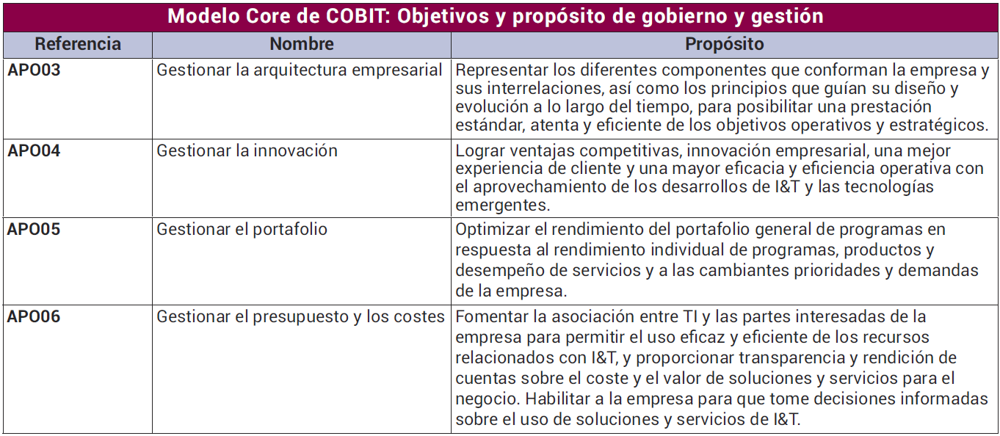 Modelo Core de COBIT: Objetivos y propósito de gobierno y gestión
Referencia Nombre Propósito
APO03 Gestionar la arquitectura empresarial Representar los diferentes componentes que conforman la empresa y
sus interrelaciones, así como los principios que guían su diseño y
evolución a lo largo del tiempo, para posibilitar una prestación
estándar, atenta y eficiente de los objetivos operativos y estratégicos.
APO04 Gestionar la innovación Lograr ventajas competitivas, innovación empresarial, una mejor
experiencia de cliente y una mayor eficacia y eficiencia operativa con
el aprovechamiento de los desarrollos de I&T y las tecnologías
emergentes.
APO05 Gestionar el portafolio Optimizar el rendimiento del portafolio general de programas en
respuesta al rendimiento individual de programas, productos y
desempeño de servicios y a las cambiantes prioridades y demandas
de la empresa.
APO06 Gestionar el presupuesto y los costes Fomentar la asociación entre TI y las partes interesadas de la
empresa para permitir el uso eficaz y eficiente de los recursos
relacionados con I&T, y proporcionar transparencia y rendición de
cuentas sobre el coste y el valor de soluciones y servicios para el
negocio. Habilitar a la empresa para que tome decisiones informadas
sobre el uso de soluciones y servicios de I&T.